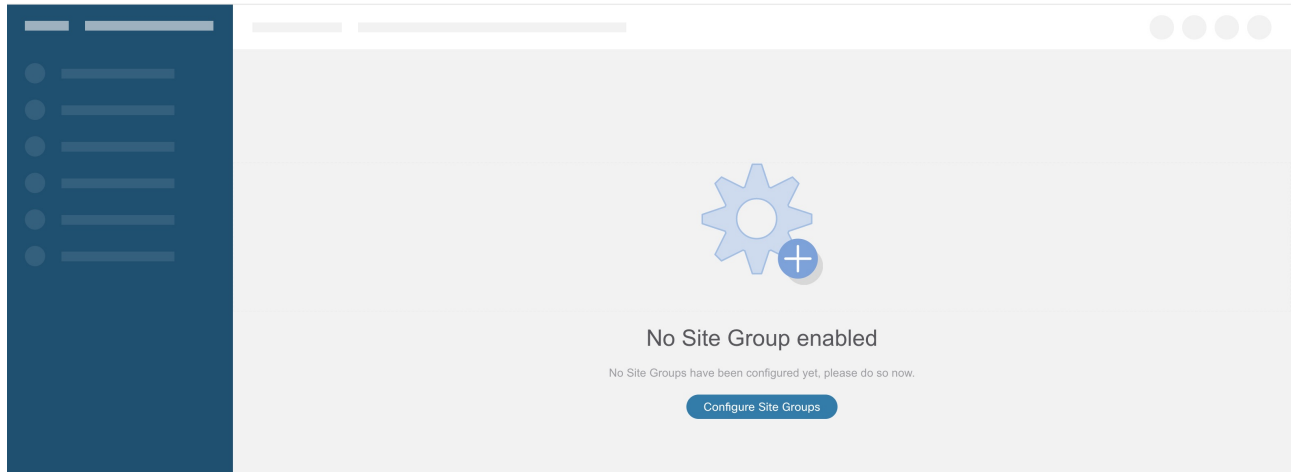 No Site Group enabled
No Site Groups have been configured yet, please do so now.
Configure Site Groups